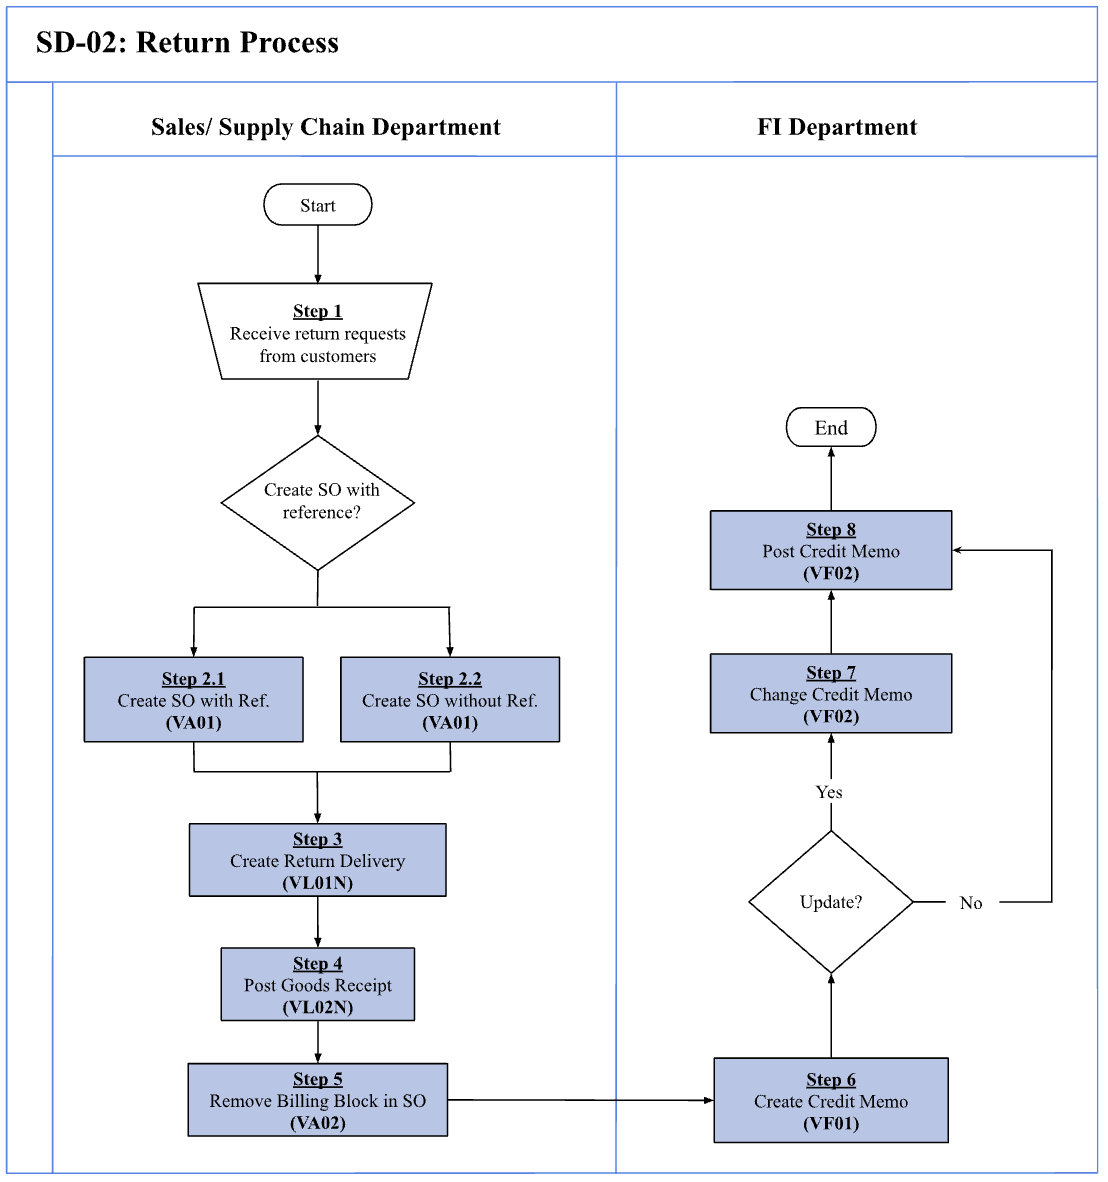 SD-02: Return Process
Sales/ Supply Chain Department
FI Department
Start
Step 1
Receive return requests
from customers
Create SO with
reference?
Step 2.1
Create SO with Ref.
(VA01)
Step 2.2
Create SO without Ref.
(VA01)
Step 3
Create Return Delivery
(VL01N)
Step 4
Post Goods Receipt
(VL02N)
Step 5
Remove Billing Block in SO
(VA02)
Step 6
Create Credit Memo
(VF01)
Update?
Yes
No
Step 7
Change Credit Memo
(VF02)
Step 8
Post Credit Memo
(VF02)
End